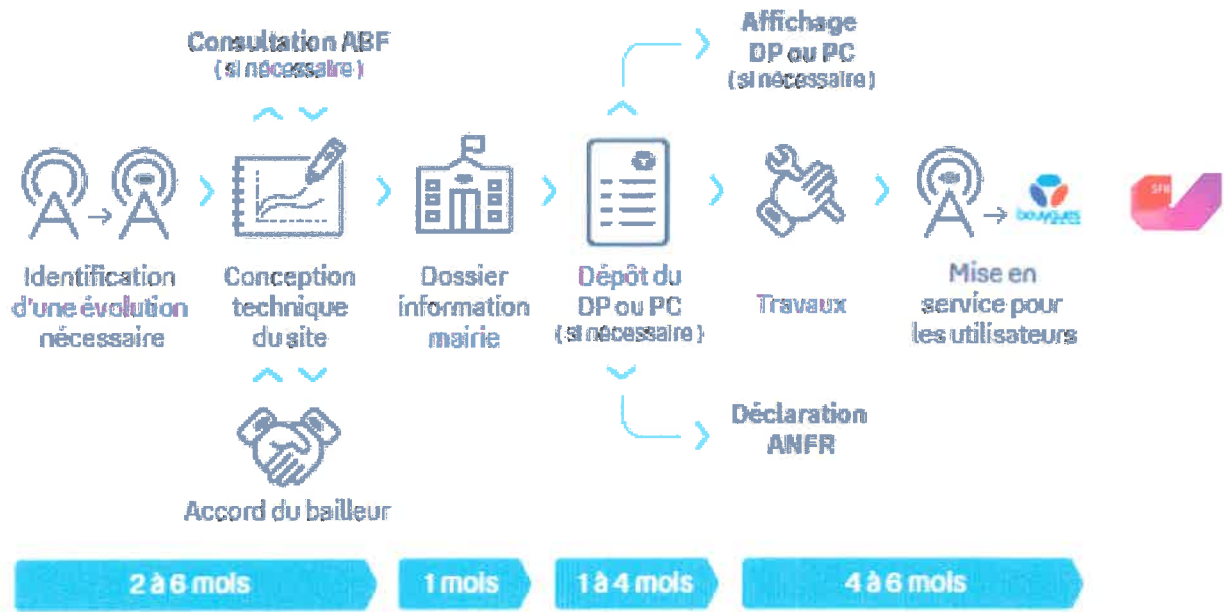 Consultation ABF
(si nécessaire)
Affichage
DP ou PC
(si nécessaire)
Identification
d'une évolution
nécessaire
Conception
technique
du site
Dossier
information
mairie
Dépôt du
DP ou PC
(si nécessaire)
Travaux
bouygues
SFR
Mise en
service pour
les utilisateurs
Accord du bailleur
Déclaration
ANFR
2 à 6 mois
1 mois
1 à 4 mois
4 à 6 mois